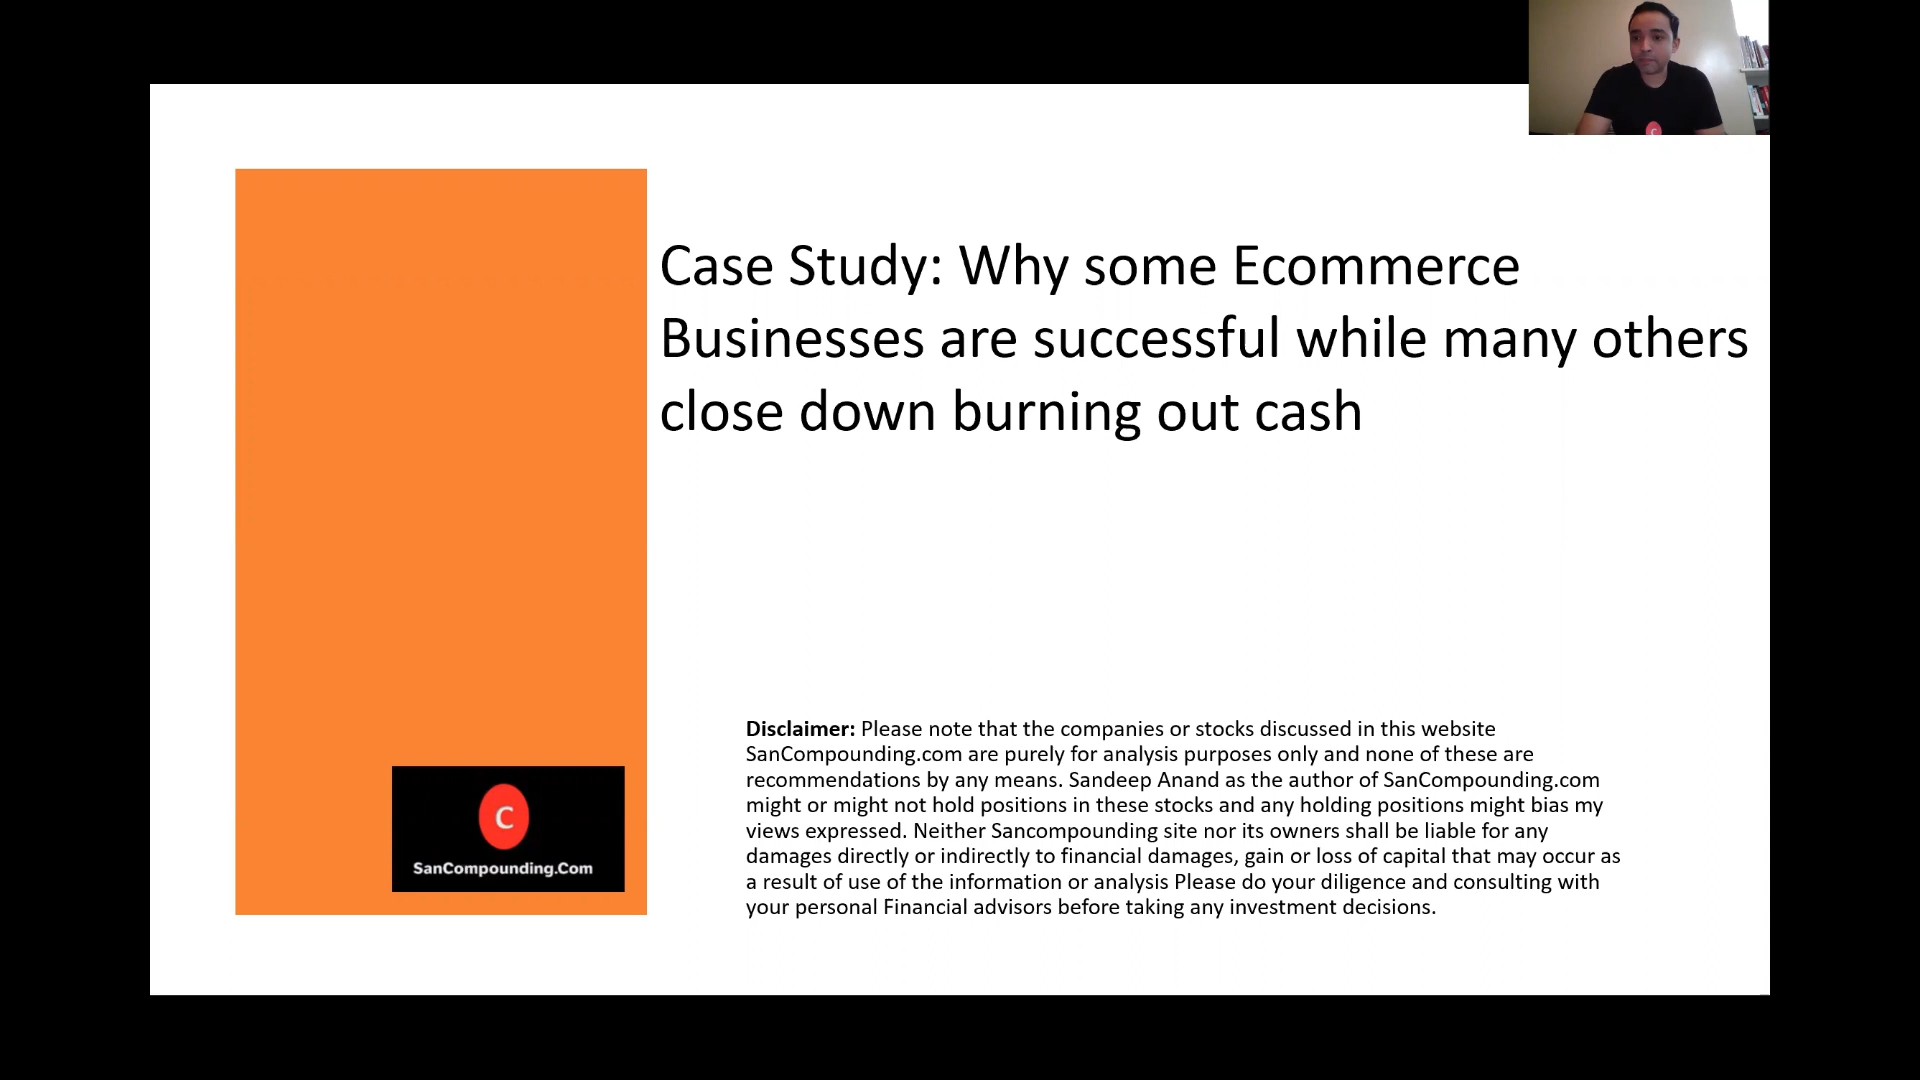 Case Study: Why some Ecommerce
Businesses are successful while many others
close down burning out cash
Disclaimer: Please note that the companies or stocks discussed in this website
SanCompounding.com are purely for analysis purposes only and none of these are
recommendations by any means. Sandeep Anand as the author of SanCompounding.com
might or might not hold positions in these stocks and any holding positions might bias my
views expressed. Neither Sancompounding site nor its owners shall be liable for any
damages directly or indirectly to financial damages, gain or loss of capital that may occur as
a result of use of the information or analysis Please do your diligence and consulting with
your personal Financial advisors before taking any investment decisions.
C
SanCompounding.Com
C